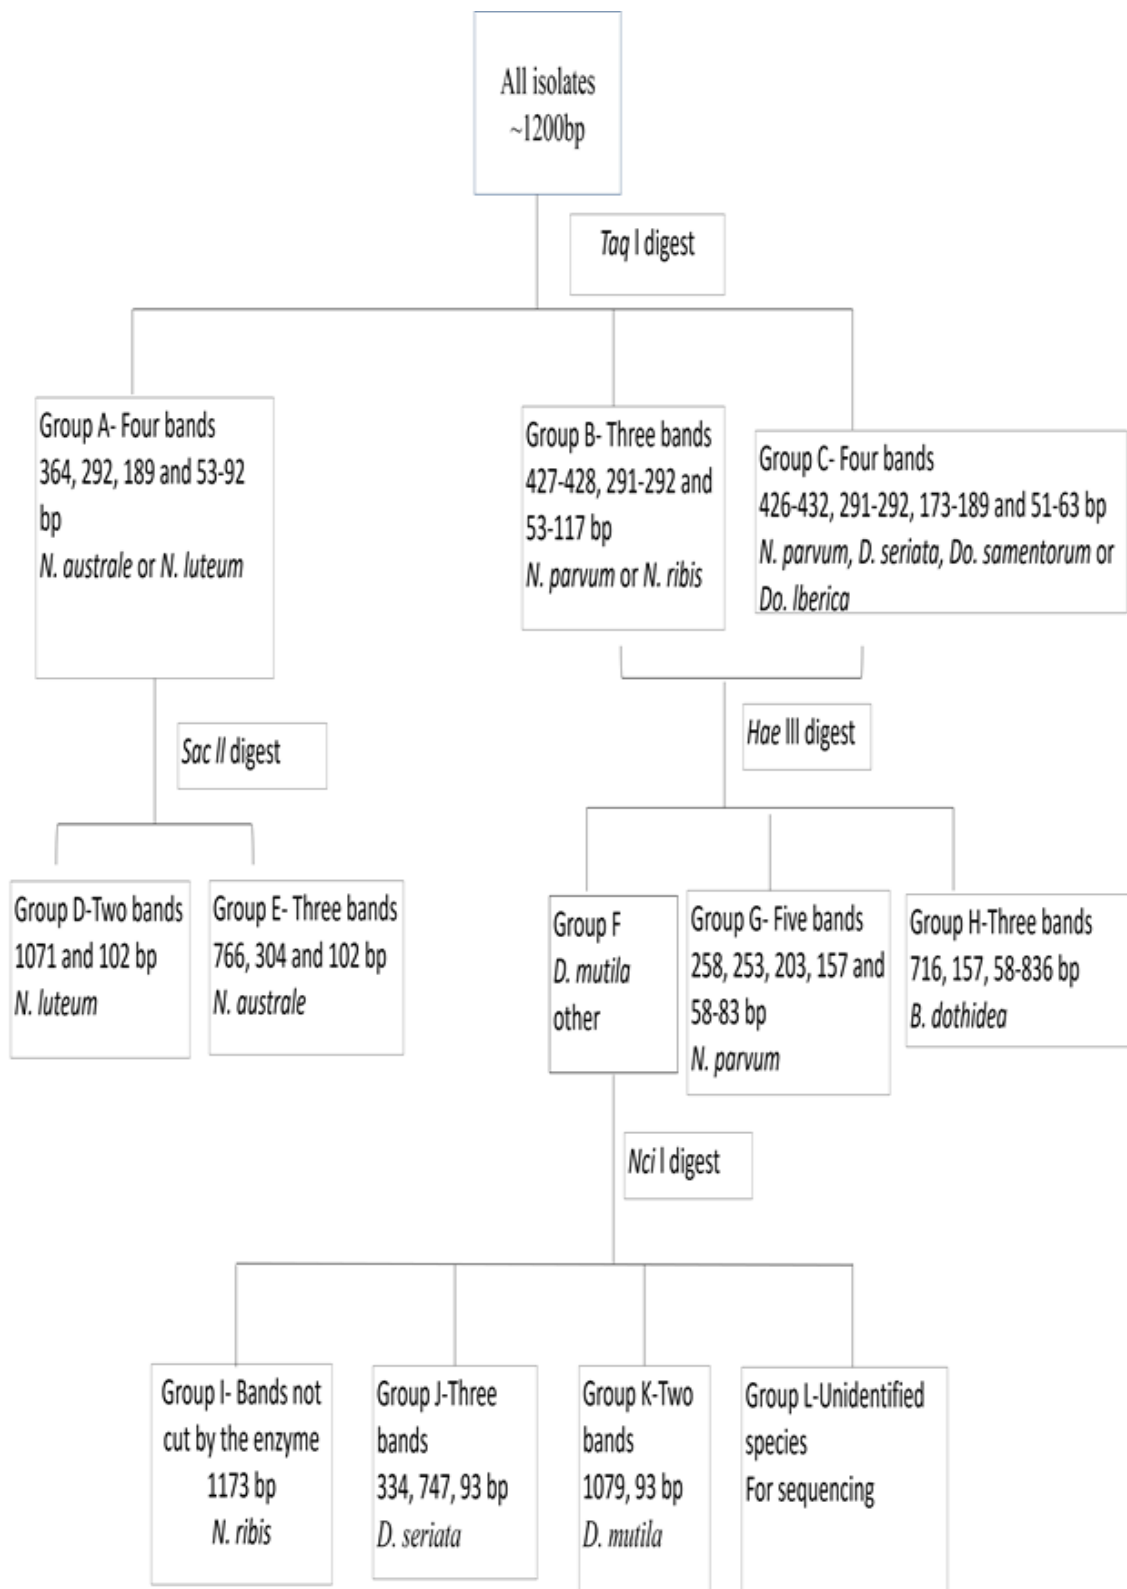 All isolates
~1200bp
Taq I digest
Group A- Four bands
364, 292, 189 and 53-92
bp
N. australe or N. luteum
Group B- Three bands
427-428, 291-292 and
53-117 bp
N. parvum or N. ribis
Group C- Four bands
426-432, 291-292, 173-189 and 51-63 bp
N. parvum, D. seriata, Do. samentorum or
Do. Iberica
Sac II digest
Hae III digest
Group D-Two bands
1071 and 102 bp
N. luteum
Group E- Three bands
766, 304 and 102 bp
N. australe
Group F
D. mutila
other
Group G- Five bands
258, 253, 203, 157 and
58-83 bp
N. parvum
Group H-Three bands
716, 157, 58-836 bp
B. dothidea
Nci I digest
Group I- Bands not
cut by the enzyme
1173 bp
N. ribis
Group J-Three
bands
334, 747, 93 bp
D. seriata
Group K-Two
bands
1079, 93 bp
D. mutila
Group L-Unidentified
species
For sequencing